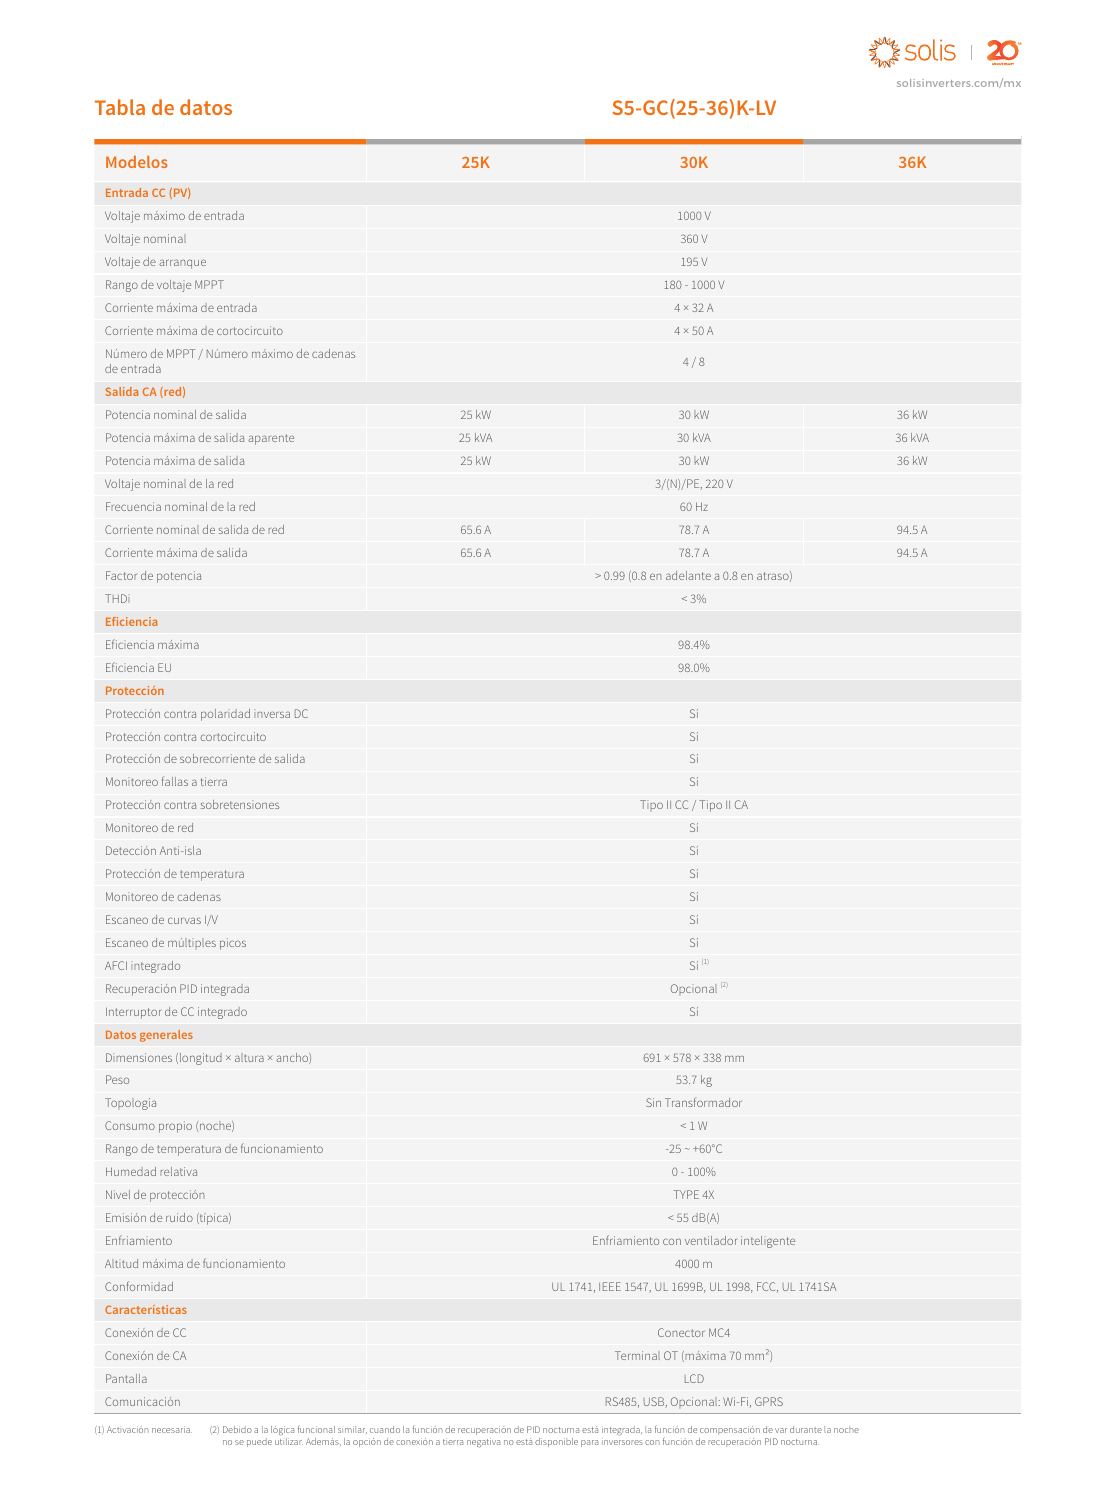 solis | 20
solisinverters.com/mx
Tabla de datos S5-GC(25-36)K-LV
Modelos 25K 30K 36K
Entrada CC (PV)
Voltaje máximo de entrada 1000 V
Voltaje nominal 360 V
Voltaje de arranque 195 V
Rango de voltaje MPPT 180 - 1000 V
Corriente máxima de entrada 4 × 32 A
Corriente máxima de cortocircuito 4 × 50 A
Número de MPPT / Número máximo de cadenas
de entrada 4 / 8
Salida CA (red)
Potencia nominal de salida 25 kW 30 kW 36 kW
Potencia máxima de salida aparente 25 kVA 30 kVA 36 kVA
Potencia máxima de salida 25 kW 30 kW 36 kW
Voltaje nominal de la red 3/(N)/PE, 220 V
Frecuencia nominal de la red 60 Hz
Corriente nominal de salida de red 65.6 A 78.7 A 94.5 A
Corriente máxima de salida 65.6 A 78.7 A 94.5 A
Factor de potencia > 0.99 (0.8 en adelante a 0.8 en atraso)
THDi < 3%
Eficiencia
Eficiencia máxima 98.4%
Eficiencia EU 98.0%
Protección
Protección contra polaridad inversa DC Sí
Protección contra cortocircuito Sí
Protección de sobrecorriente de salida Sí
Monitoreo fallas a tierra Sí
Protección contra sobretensiones Tipo II CC / Tipo II CA
Monitoreo de red Sí
Detección Anti-isla Sí
Protección de temperatura Sí
Monitoreo de cadenas Sí
Escaneo de curvas I/V Sí
Escaneo de múltiples picos Sí
AFCI integrado Sí (1)
Recuperación PID integrada Opcional (2)
Interruptor de CC integrado Sí
Datos generales
Dimensiones (longitud × altura × ancho) 691 × 578 × 338 mm
Peso 53.7 kg
Topología Sin Transformador
Consumo propio (noche) < 1 W
Rango de temperatura de funcionamiento -25 ~ +60°C
Humedad relativa 0 - 100%
Nivel de protección TYPE 4X
Emisión de ruido (típica) < 55 dB(A)
Enfriamiento Enfriamiento con ventilador inteligente
Altitud máxima de funcionamiento 4000 m
Conformidad UL 1741, IEEE 1547, UL 1699B, UL 1998, FCC, UL 1741SA
Características
Conexión de CC Conector MC4
Conexión de CA Terminal OT (máxima 70 mm²)
Pantalla LCD
Comunicación RS485, USB, Opcional: Wi-Fi, GPRS
(1) Activación necesaria. (2) Debido a la lógica funcional similar, cuando la función de recuperación de PID nocturna está integrada, la función de compensación de var durante la noche
no se puede utilizar. Además, la opción de conexión a tierra negativa no está disponible para inversores con función de recuperación PID nocturna.